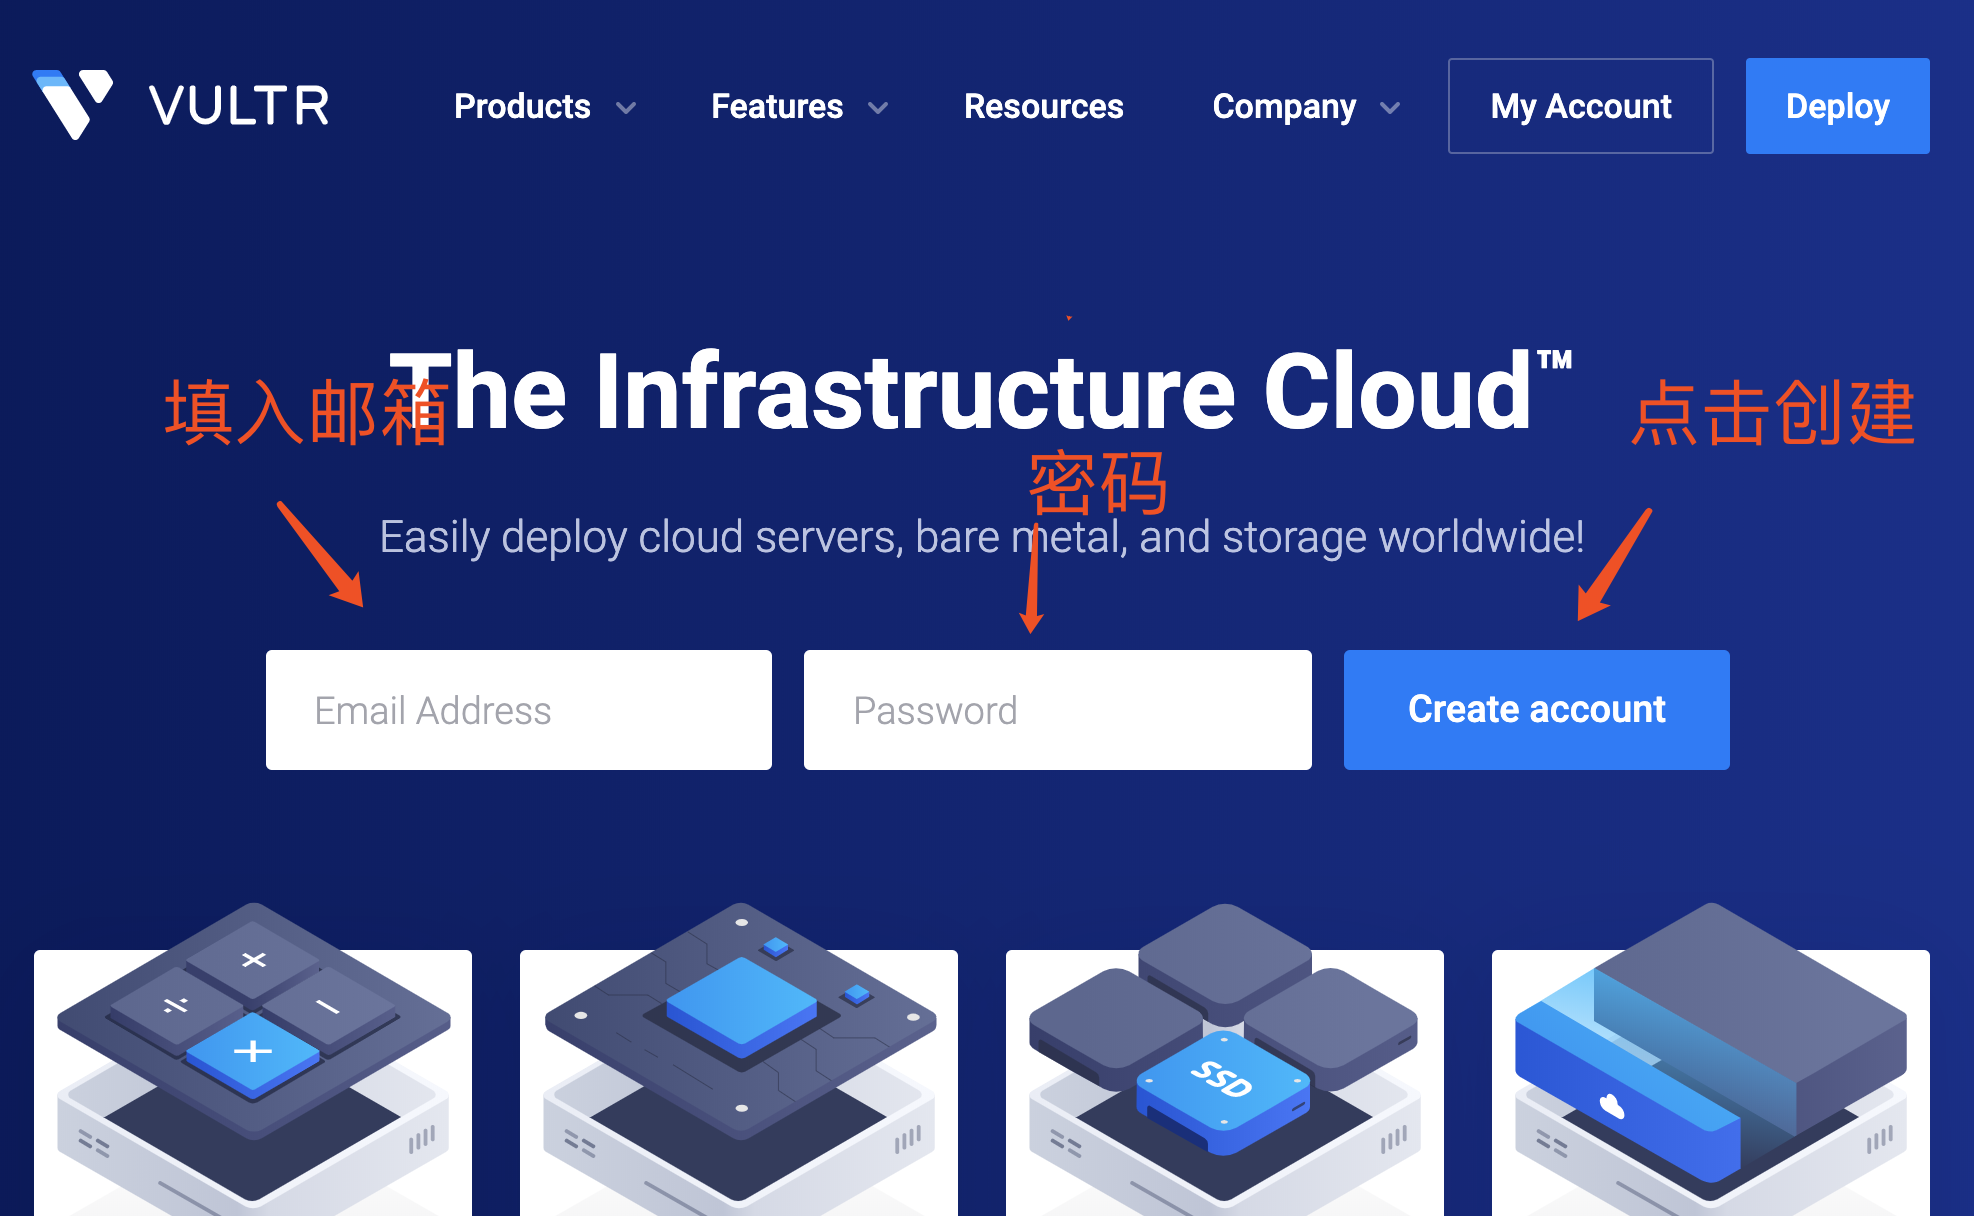 VULTR
Products
Features
Resources
Company
My Account
Deploy
The Infrastructure Cloud™
填入邮箱
点击创建
密码
Easily deploy cloud servers, bare metal, and storage worldwide!
Email Address
Password
Create account
SSD